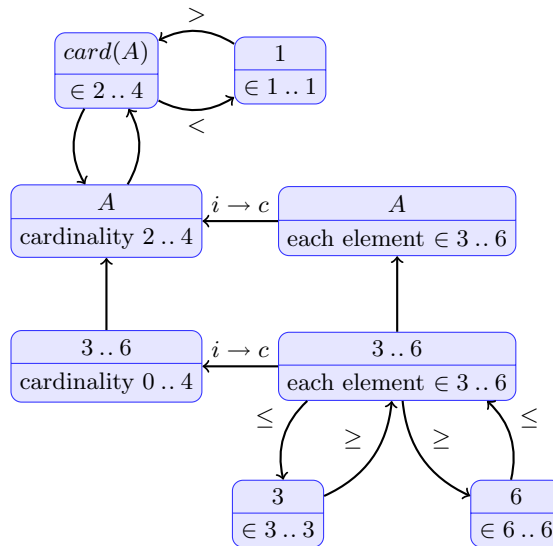 >
card(A)
∈ 2 .. 4
1
∈ 1 .. 1
<
A
cardinality 2 .. 4
i → c
A
each element ∈ 3 .. 6
3 .. 6
cardinality 0 .. 4
i → c
3 .. 6
each element ∈ 3 .. 6
≤
≥
≥
≤
3
∈ 3 .. 3
6
∈ 6 .. 6